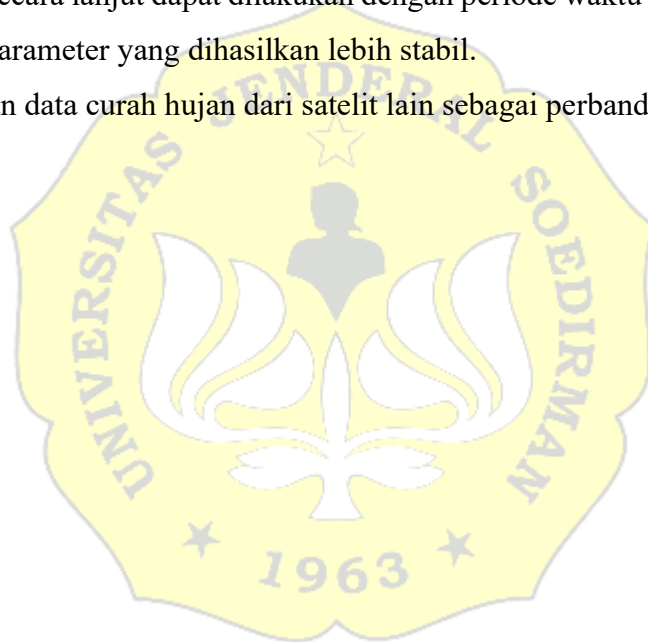 ecara lanjut dapat dilakukan dengan periode waktu
arameter yang dihasilkan lebih stabil.
n data curah hujan dari satelit lain sebagai perband
UNIVERSITAS JENDERAL SOEDIRMAN
1963